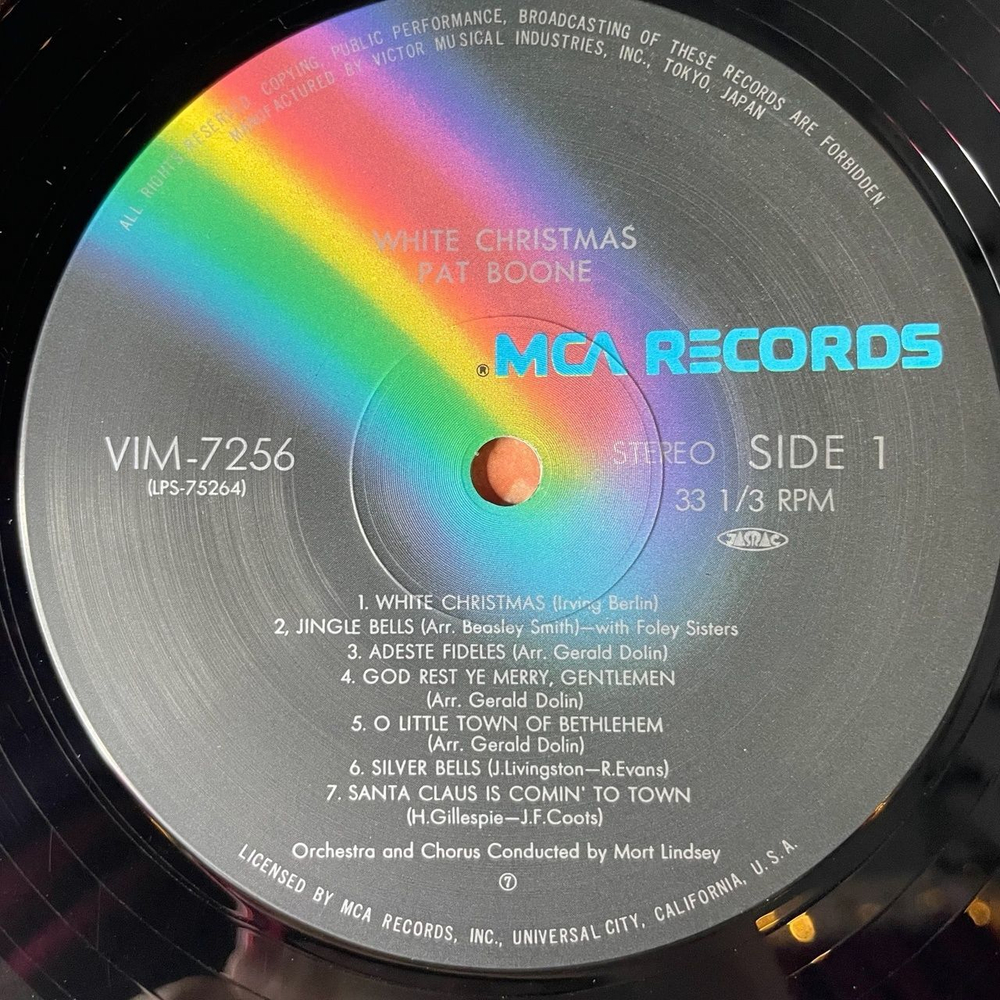 ALL RIGHTS RESERVED. COPYING, PUBLIC PERFORMANCE, BROADCASTING OF THESE RECORDS ARE FORBIDDEN.
MANUFACTURED BY VICTOR MUSICAL INDUSTRIES, INC., TOKYO, JAPAN
WHITE CHRISTMAS
PAT BOONE
® MCA RECORDS
VIM-7256
(LPS-75264)
STEREO SIDE 1
33 1/3 RPM
JASRAC
1. WHITE CHRISTMAS (Irving Berlin)
2, JINGLE BELLS (Arr. Beasley Smith)—with Foley Sisters
3. ADESTE FIDELES (Arr. Gerald Dolin)
4. GOD REST YE MERRY, GENTLEMEN
(Arr. Gerald Dolin)
5. O LITTLE TOWN OF BETHLEHEM
(Arr. Gerald Dolin)
6. SILVER BELLS (J.Livingston—R.Evans)
7. SANTA CLAUS IS COMIN' TO TOWN
(H.Gillespie—J.F.Coots)
Orchestra and Chorus Conducted by Mort Lindsey
⑦
LICENSED BY MCA RECORDS, INC., UNIVERSAL CITY, CALIFORNIA, U.S.A.